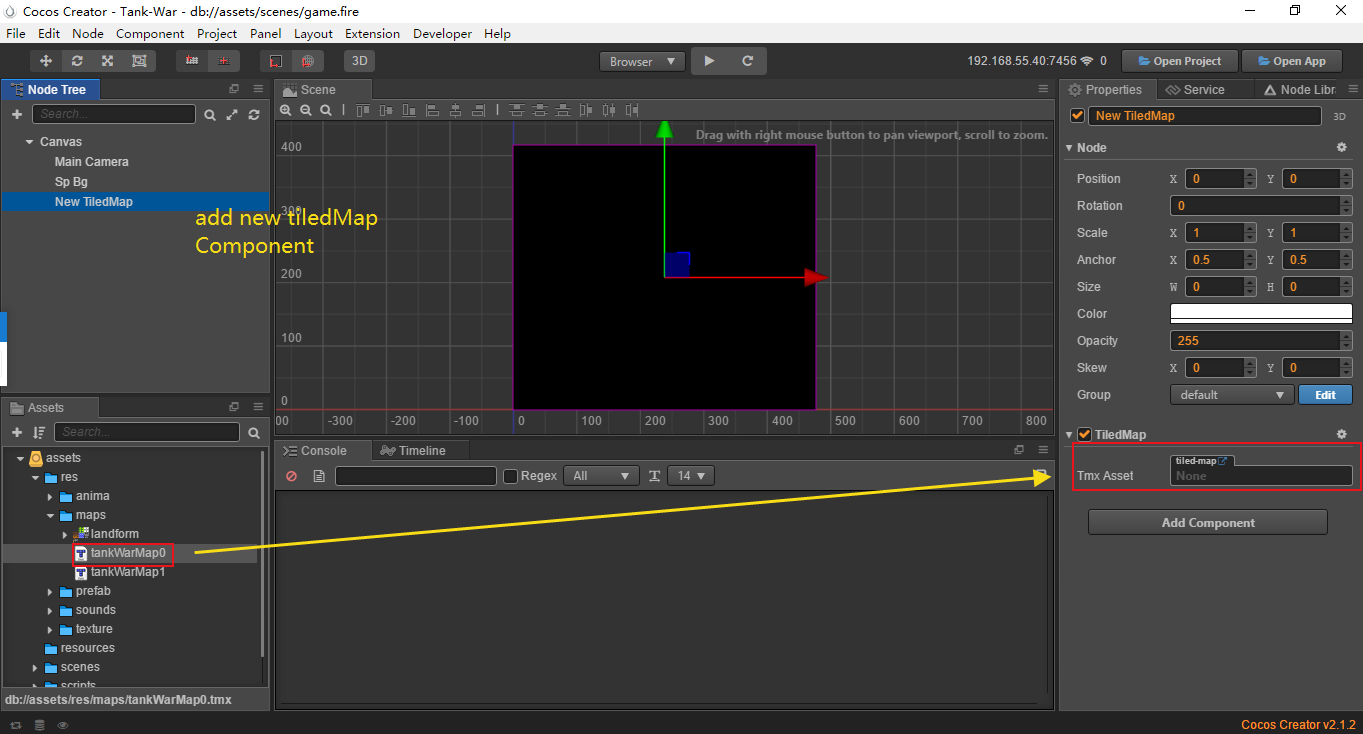 Cocos Creator - Tank-War - db://assets/scenes/game.fire
File Edit Node Component Project Panel Layout Extension Developer Help
3D
Browser
192.168.55.40:7456 0
Open Project
Open App
Node Tree
Search...
Canvas
Main Camera
Sp Bg
New TiledMap
add new tiledMap
Component
Assets
Search...
assets
res
anima
maps
landform
tankWarMap0
tankWarMap1
prefab
sounds
texture
resources
scenes
scripts
db://assets/res/maps/tankWarMap0.tmx
Scene
Drag with right mouse button to pan viewport, scroll to zoom.
400
300
200
100
0
00 -300 -200 -100 0 100 200 300 400 500 600 700 800
Console
Timeline
Regex
All
14
Properties
Service
Node Libr
New TiledMap
3D
Node
Position X 0 Y 0
Rotation 0
Scale X 1 Y 1
Anchor X 0.5 Y 0.5
Size W 0 H 0
Color
Opacity 255
Skew X 0 Y 0
Group default Edit
TiledMap
tiled-map
Tmx Asset None
Add Component
Cocos Creator v2.1.2